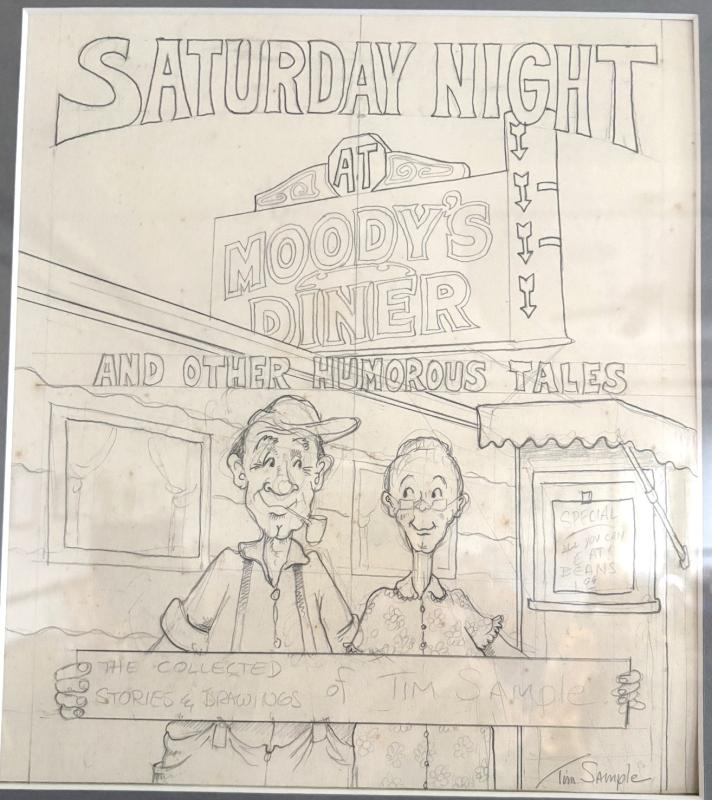 SATURDAY NIGHT
AT
MOODY'S
DINER
AND OTHER HUMOROUS TALES
SPECIAL
ALL YOU CAN
EAT
BEANS
THE COLLECTED
STORIES & DRAWINGS of TIM SAMPLE
Tim SAMPLE